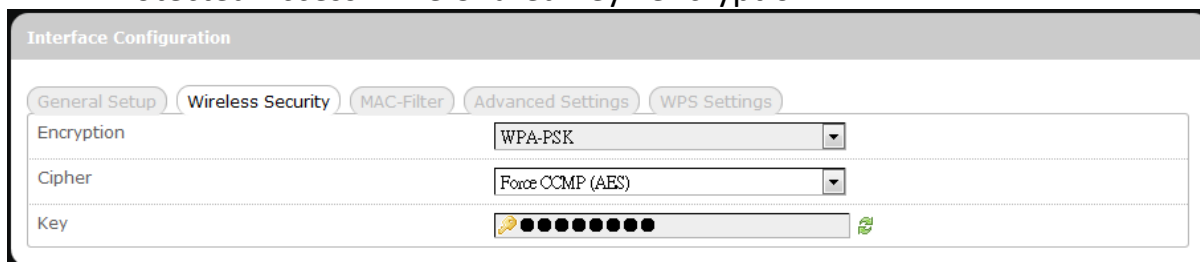 Interface Configuration
General Setup Wireless Security MAC-Filter Advanced Settings WPS Settings
Encryption WPA-PSK
Cipher Force CCMP (AES)
Key ●●●●●●●●